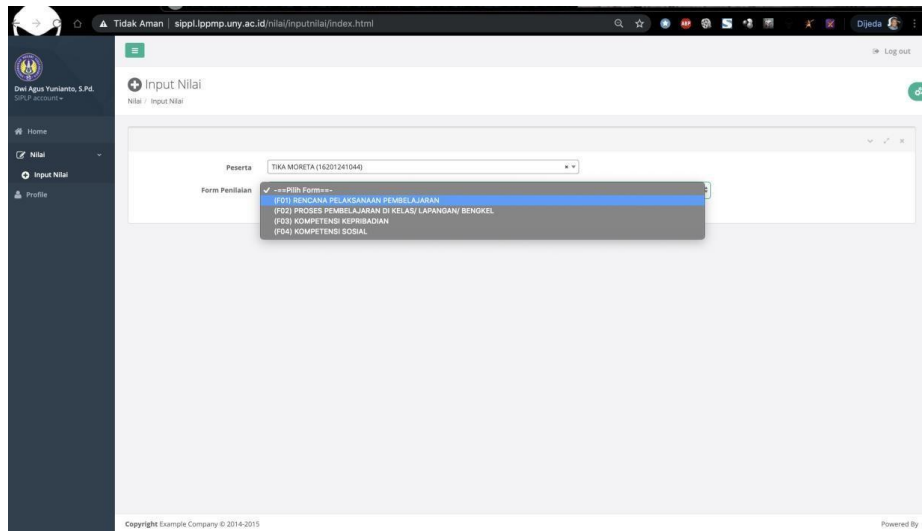 Tidak Aman | sippl.lppmp.uny.ac.id/nilai/inputnilai/index.html
ABP
Dijeda
Dwi Agus Yunianto, S.Pd.
SIPLP account
Home
Nilai
Input Nilai
Profile
Log out
Input Nilai
Nilai / Input Nilai
Peserta
TIKA MORETA (16201241044)
Form Penilaian
-==Pilih Form==-
(F01) RENCANA PELAKSANAAN PEMBELAJARAN
(F02) PROSES PEMBELAJARAN DI KELAS/ LAPANGAN/ BENGKEL
(F03) KOMPETENSI KEPRIBADIAN
(F04) KOMPETENSI SOSIAL
Copyright Example Company © 2014-2015
Powered By